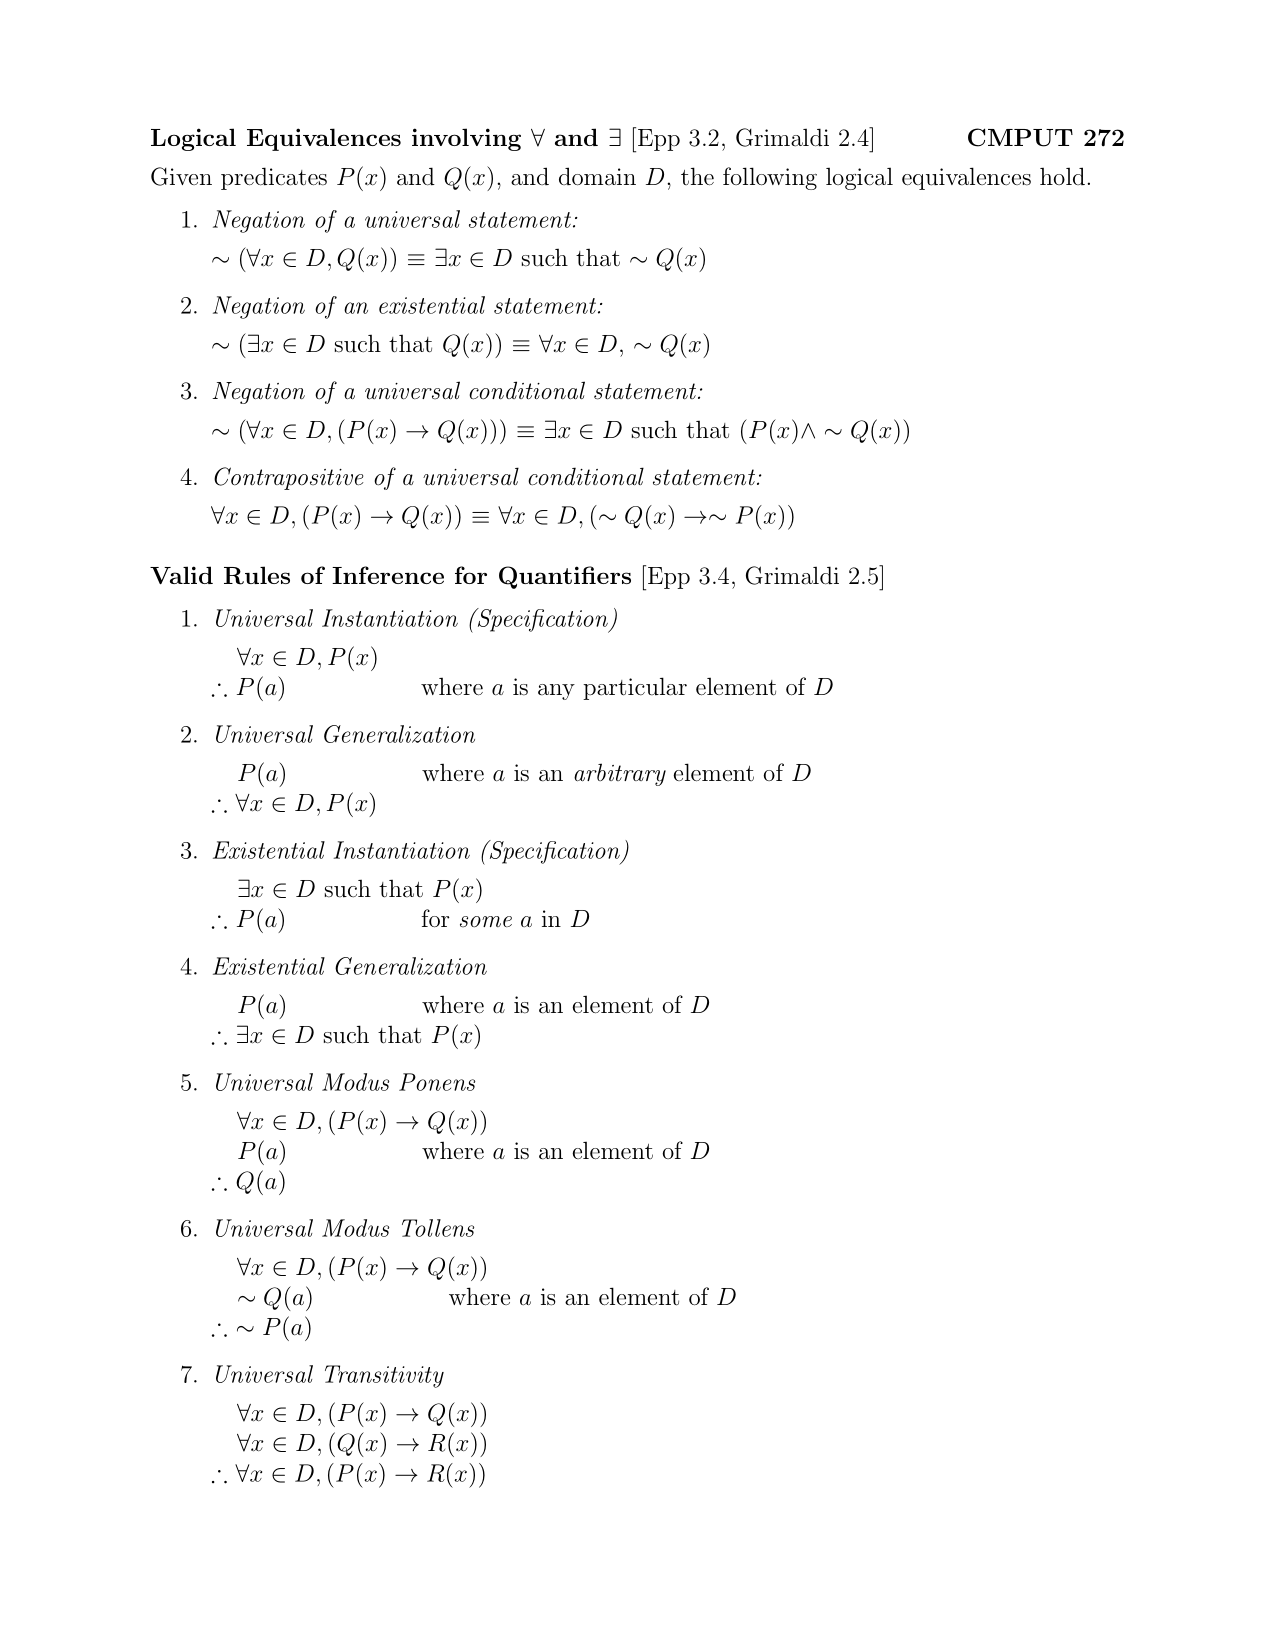 Logical Equivalences involving ∀ and ∃ [Epp 3.2, Grimaldi 2.4] CMPUT 272
Given predicates P(x) and Q(x), and domain D, the following logical equivalences hold.
1. Negation of a universal statement:
∼ (∀x ∈ D, Q(x)) ≡ ∃x ∈ D such that ∼ Q(x)
2. Negation of an existential statement:
∼ (∃x ∈ D such that Q(x)) ≡ ∀x ∈ D, ∼ Q(x)
3. Negation of a universal conditional statement:
∼ (∀x ∈ D, (P(x) → Q(x))) ≡ ∃x ∈ D such that (P(x)∧ ∼ Q(x))
4. Contrapositive of a universal conditional statement:
∀x ∈ D, (P(x) → Q(x)) ≡ ∀x ∈ D, (∼ Q(x) →∼ P(x))
Valid Rules of Inference for Quantifiers [Epp 3.4, Grimaldi 2.5]
1. Universal Instantiation (Specification)
∀x ∈ D, P(x)
∴ P(a) where a is any particular element of D
2. Universal Generalization
P(a) where a is an arbitrary element of D
∴ ∀x ∈ D, P(x)
3. Existential Instantiation (Specification)
∃x ∈ D such that P(x)
∴ P(a) for some a in D
4. Existential Generalization
P(a) where a is an element of D
∴ ∃x ∈ D such that P(x)
5. Universal Modus Ponens
∀x ∈ D, (P(x) → Q(x))
P(a) where a is an element of D
∴ Q(a)
6. Universal Modus Tollens
∀x ∈ D, (P(x) → Q(x))
∼ Q(a) where a is an element of D
∴ ∼ P(a)
7. Universal Transitivity
∀x ∈ D, (P(x) → Q(x))
∀x ∈ D, (Q(x) → R(x))
∴ ∀x ∈ D, (P(x) → R(x))